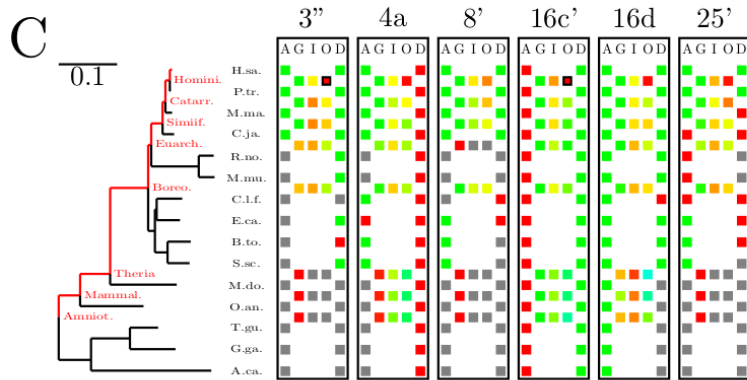 C
3” 4a 8’ 16c’ 16d 25’
A G I O D A G I O D A G I O D A G I O D A G I O D A G I O D
0.1
H.sa.
Homini.
P.tr.
Catarr.
M.ma.
Simiif.
C.ja.
Euarch.
R.no.
M.mu.
Boreo.
C.l.f.
E.ca.
B.to.
S.sc.
Theria
M.do.
Mammal.
O.an.
Amniot.
T.gu.
G.ga.
A.ca.